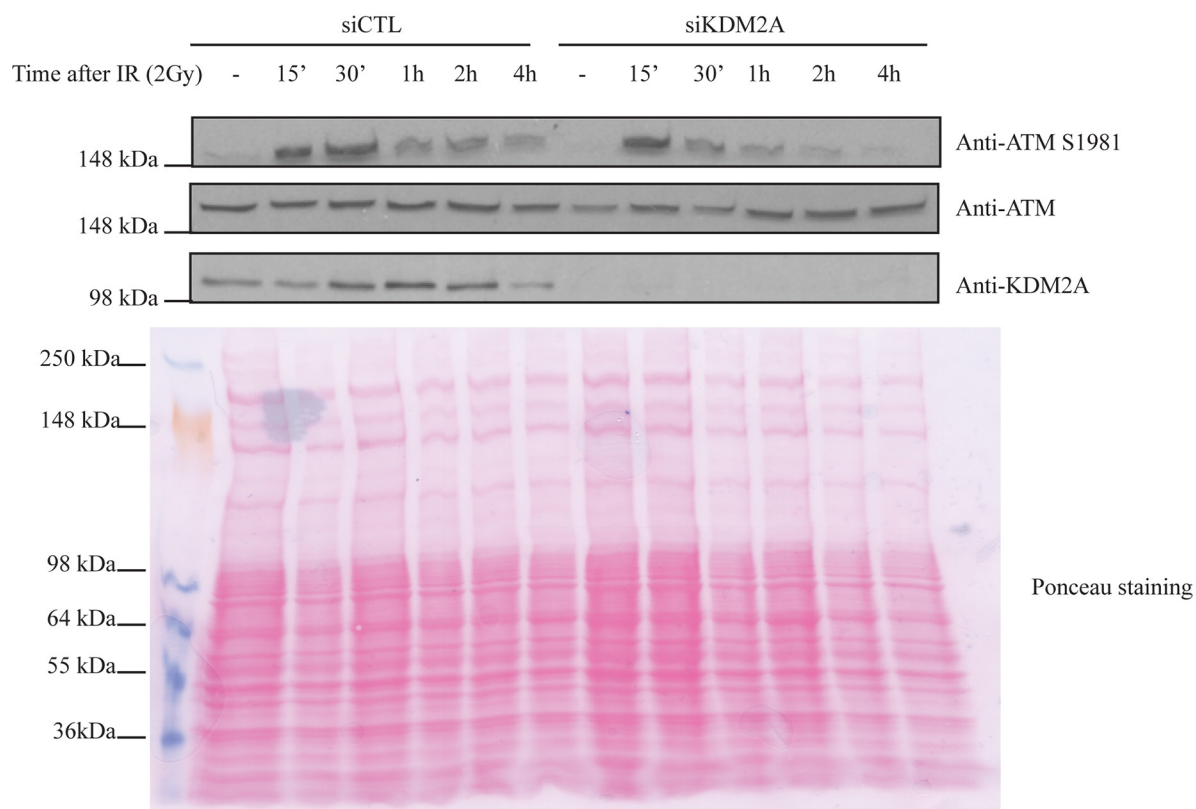 siCTL siKDM2A
Time after IR (2Gy) - 15’ 30’ 1h 2h 4h - 15’ 30’ 1h 2h 4h
Anti-ATM S1981
148 kDa
Anti-ATM
148 kDa
Anti-KDM2A
98 kDa
250 kDa
148 kDa
98 kDa
Ponceau staining
64 kDa
55 kDa
36kDa